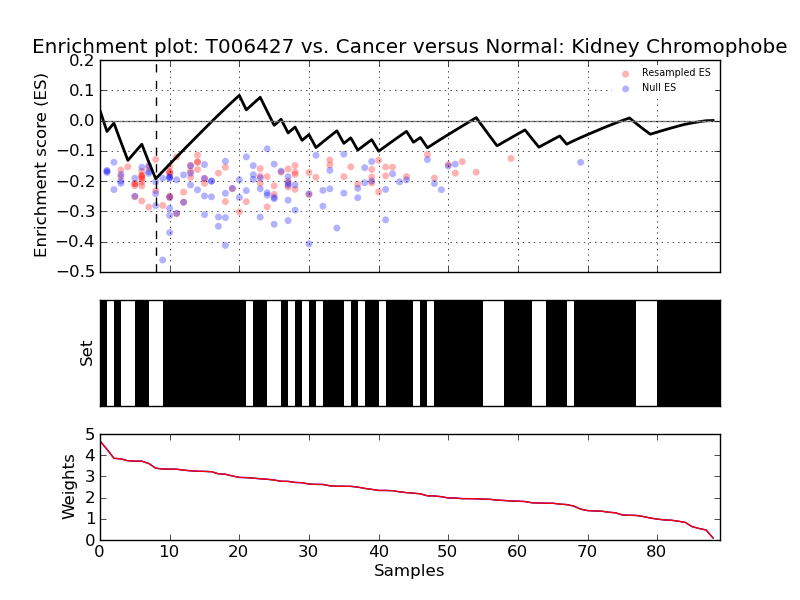 Enrichment plot: T006427 vs. Cancer versus Normal: Kidney Chromophobe
Enrichment score (ES)
0.2
0.1
0.0
−0.1
−0.2
−0.3
−0.4
−0.5
Resampled ES
Null ES
Set
Weights
5
4
3
2
1
0
0 10 20 30 40 50 60 70 80
Samples